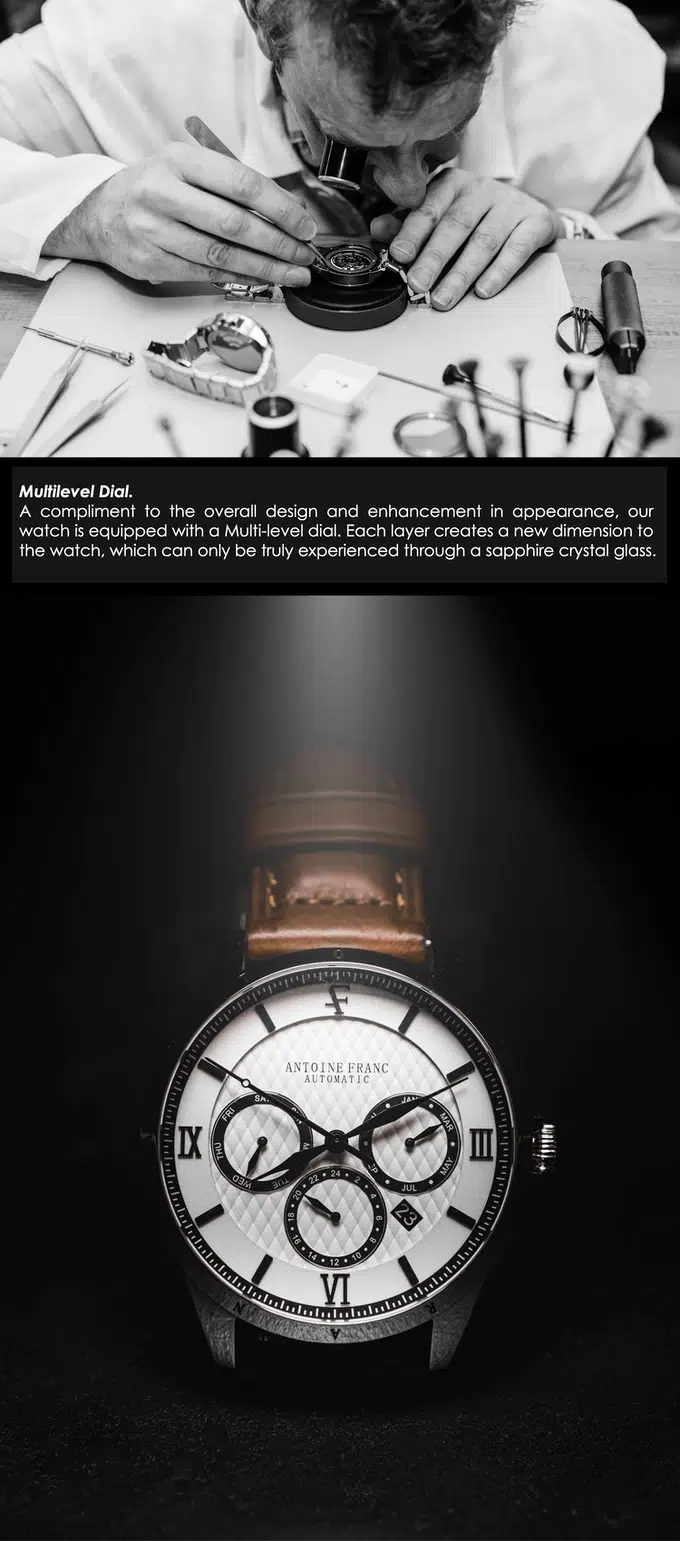 Multilevel Dial.
A compliment to the overall design and enhancement in appearance, our
watch is equipped with a Multi-level dial. Each layer creates a new dimension to
the watch, which can only be truly experienced through a sapphire crystal glass.
F
ANTOINE FRANC
AUTOMATIC
FRI SA
THU
WED TUE
JAN
MAR
MAY
JUL
EP
IX
III
22 24 2
20 4
18 6
16 8
14 12 10
23
VI
N A R